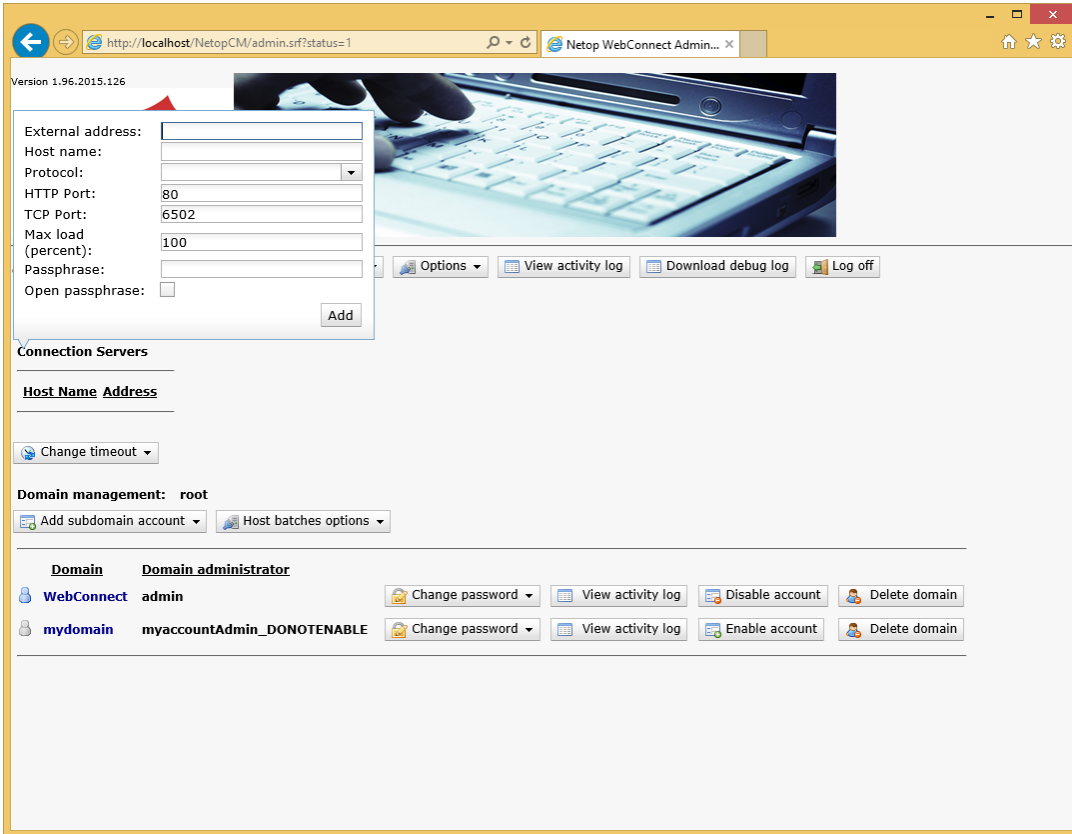 http://localhost/NetopCM/admin.srf?status=1
Netop WebConnect Admin...
Version 1.96.2015.126
External address:
Host name:
Protocol:
HTTP Port: 80
TCP Port: 6502
Max load
(percent): 100
Passphrase:
Open passphrase:
Add
Options View activity log Download debug log Log off
Connection Servers
Host Name Address
Change timeout
Domain management: root
Add subdomain account Host batches options
Domain Domain administrator
WebConnect admin Change password View activity log Disable account Delete domain
mydomain myaccountAdmin_DONOTENABLE Change password View activity log Enable account Delete domain